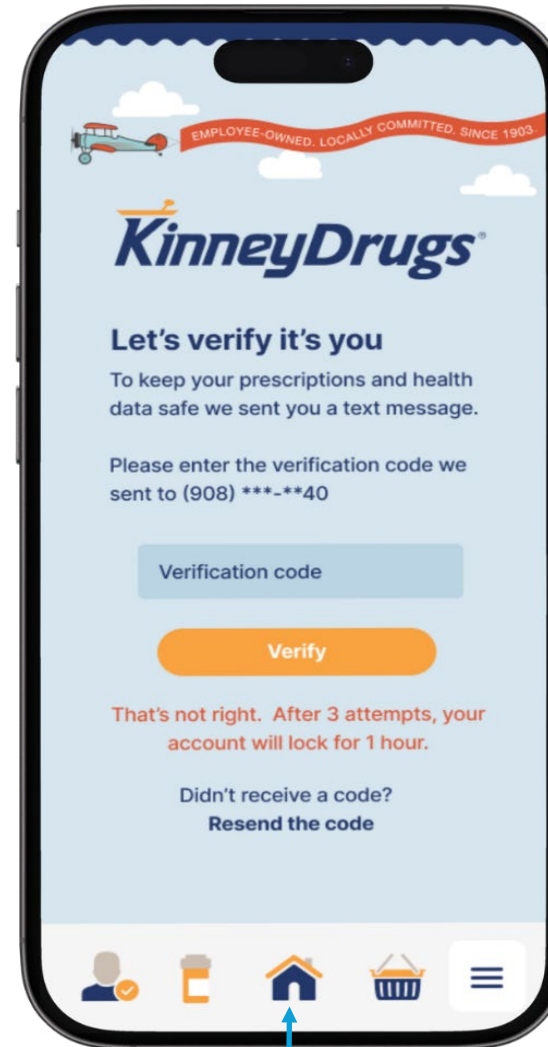 EMPLOYEE-OWNED. LOCALLY COMMITTED. SINCE 1903.
KinneyDrugs®
Let's verify it's you
To keep your prescriptions and health
data safe we sent you a text message.
Please enter the verification code we
sent to (908) ***-**40
Verification code
Verify
That's not right.  After 3 attempts, your
account will lock for 1 hour.
Didn't receive a code?
Resend the code